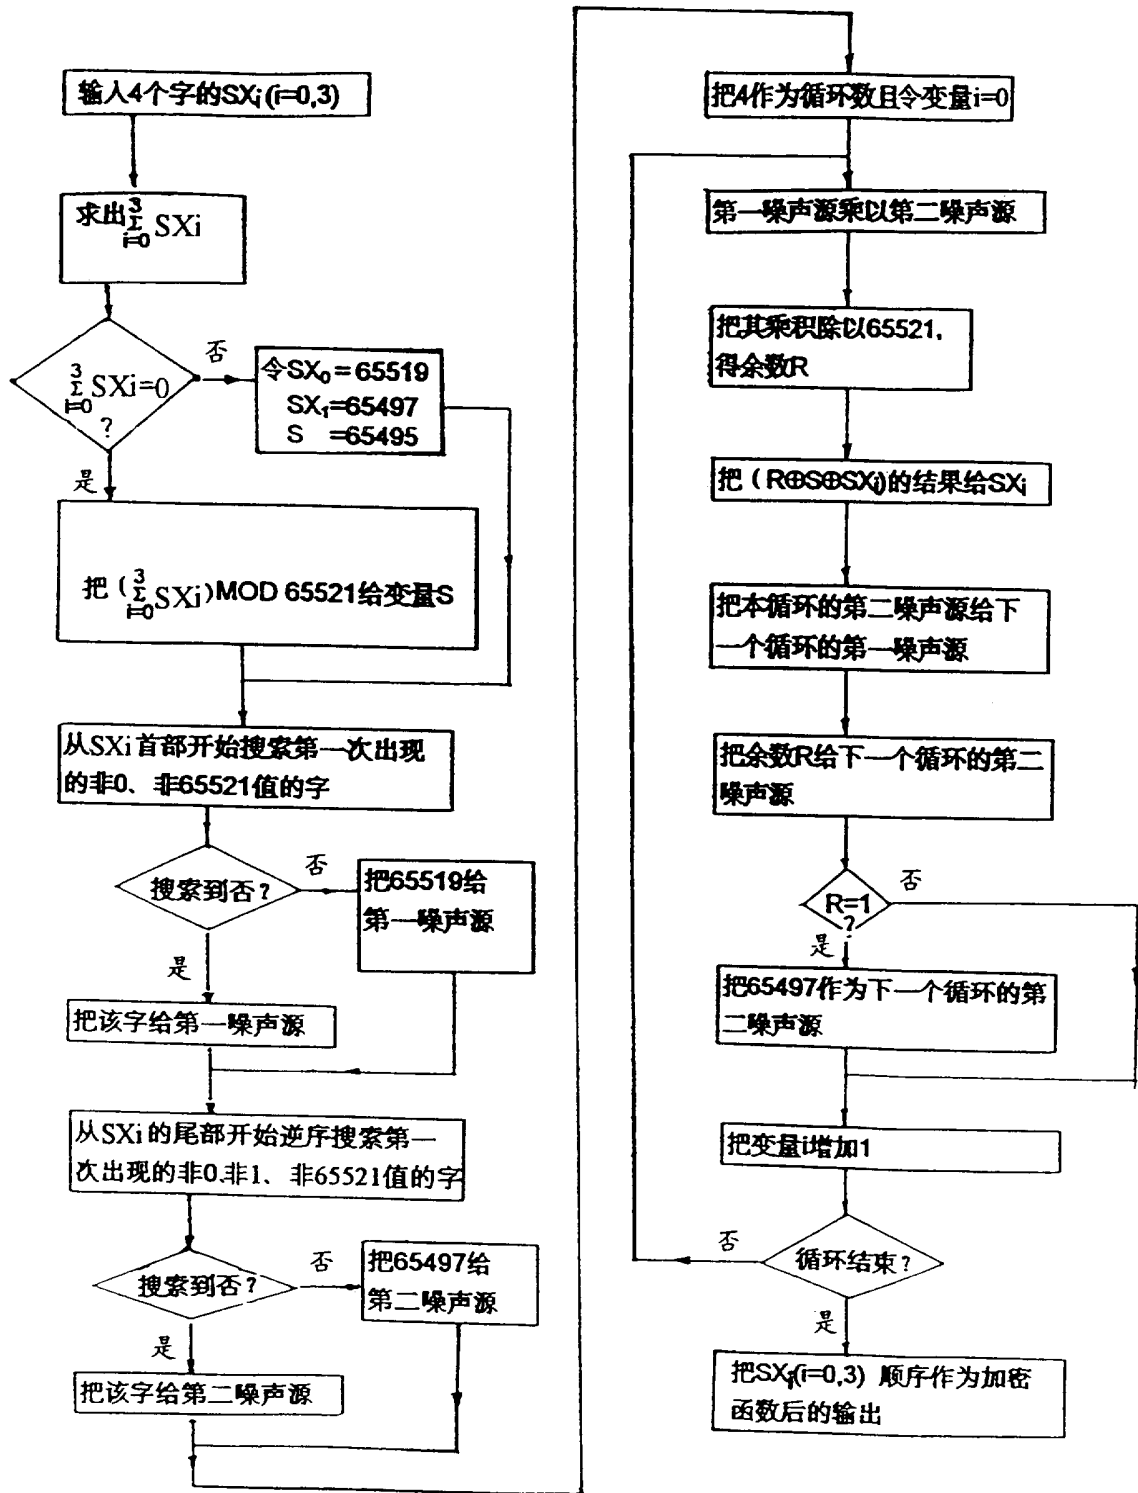 输入4个字的SXi(i=0,3)
求出 3Σi=0 SXi
3Σi=0 SXi=0
?
否
令SX0=65519
SX1=65497
S =65495
是
把(3Σi=0 SXi)MOD 65521给变量S
从SXi首部开始搜索第一次出现
的非0、非65521值的字
搜索到否?
否
把65519给
第一噪声源
是
把该字给第一噪声源
从SXi的尾部开始逆序搜索第一
次出现的非0.非1、非65521值的字
搜索到否?
否
把65497给
第二噪声源
是
把该字给第二噪声源
把4作为循环数且令变量i=0
第一噪声源乘以第二噪声源
把其乘积除以65521,
得余数R
把(R⊕S⊕SXi)的结果给SXi
把本循环的第二噪声源给下
一个循环的第一噪声源
把余数R给下一个循环的第二
噪声源
R=1
?
否
是
把65497作为下一个循环的第
二噪声源
把变量i增加1
循环结束?
否
是
把SXi(i=0,3) 顺序作为加密
函数后的输出